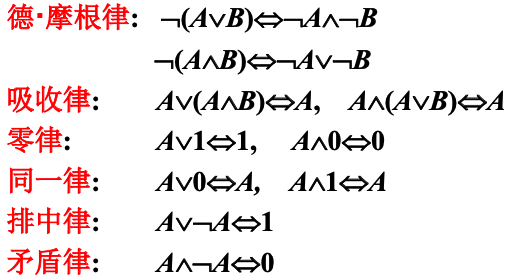 德·摩根律: ¬(A∨B)⇔¬A∧¬B
¬(A∧B)⇔¬A∨¬B
吸收律: A∨(A∧B)⇔A, A∧(A∨B)⇔A
零律: A∨1⇔1, A∧0⇔0
同一律: A∨0⇔A, A∧1⇔A
排中律: A∨¬A⇔1
矛盾律: A∧¬A⇔0